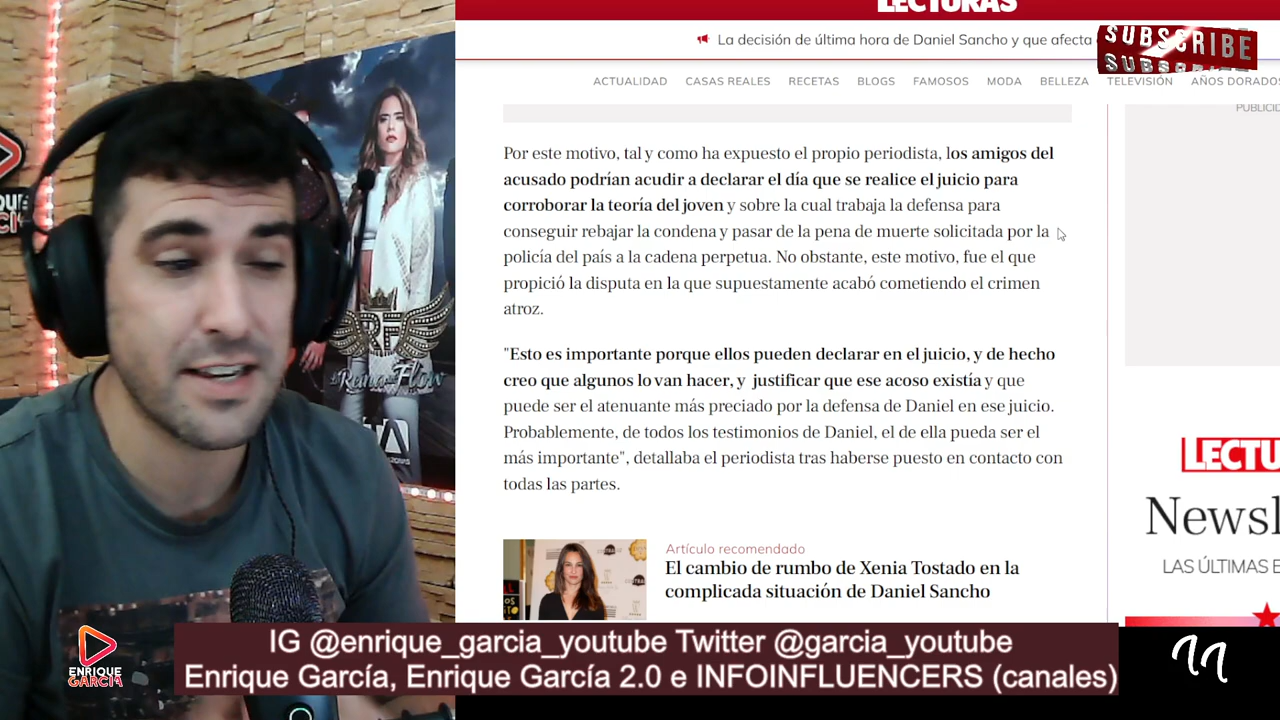 LECTURAS
La decisión de última hora de Daniel Sancho y que afecta
SUBSCRIBE
ACTUALIDAD CASAS REALES RECETAS BLOGS FAMOSOS MODA BELLEZA TELEVISIÓN AÑOS DORADOS
PUBLICID
Por este motivo, tal y como ha expuesto el propio periodista, los amigos del
acusado podrían acudir a declarar el día que se realice el juicio para
corroborar la teoría del joven y sobre la cual trabaja la defensa para
conseguir rebajar la condena y pasar de la pena de muerte solicitada por la
policía del país a la cadena perpetua. No obstante, este motivo, fue el que
propició la disputa en la que supuestamente acabó cometiendo el crimen
atroz.
"Esto es importante porque ellos pueden declarar en el juicio, y de hecho
creo que algunos lo van hacer, y justificar que ese acoso existía y que
puede ser el atenuante más preciado por la defensa de Daniel en ese juicio.
Probablemente, de todos los testimonios de Daniel, el de ella pueda ser el
más importante", detallaba el periodista tras haberse puesto en contacto con
todas las partes.
Artículo recomendado
El cambio de rumbo de Xenia Tostado en la
complicada situación de Daniel Sancho
LECTU
Newsl
LAS ÚLTIMAS E
RF
La Reina del Flow
IG @enrique_garcia_youtube Twitter @garcia_youtube
Enrique García, Enrique García 2.0 e INFOINFLUENCERS (canales)
ENRIQUE
GARCÍA